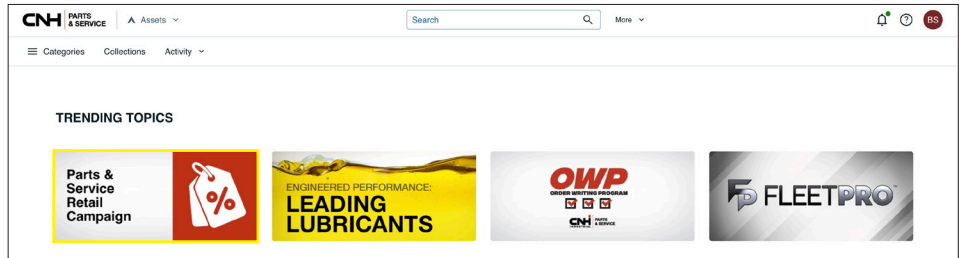 CNH PARTS & SERVICE Assets Search More BS
Categories Collections Activity
TRENDING TOPICS
Parts &
Service
Retail
Campaign
%
ENGINEERED PERFORMANCE:
LEADING
LUBRICANTS
OWP
ORDER WRITING PROGRAM
CNH PARTS & SERVICE
FP FLEETPRO™